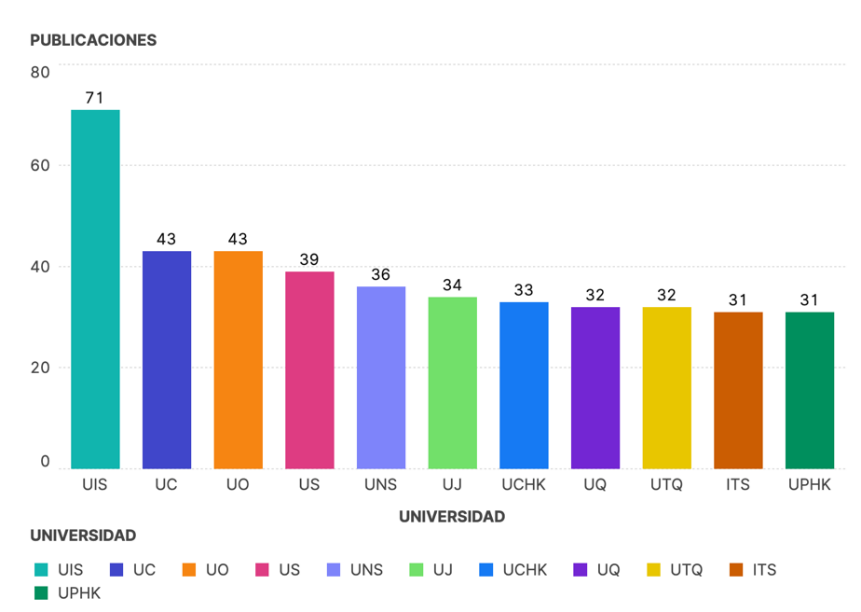 PUBLICACIONES
80
71
60
43 43
39
40
36
34
33
32 32
31 31
20
0
UIS UC UO US UNS UJ UCHK UQ UTQ ITS UPHK
UNIVERSIDAD
UNIVERSIDAD
UIS UC UO US UNS UJ UCHK UQ UTQ ITS
UPHK